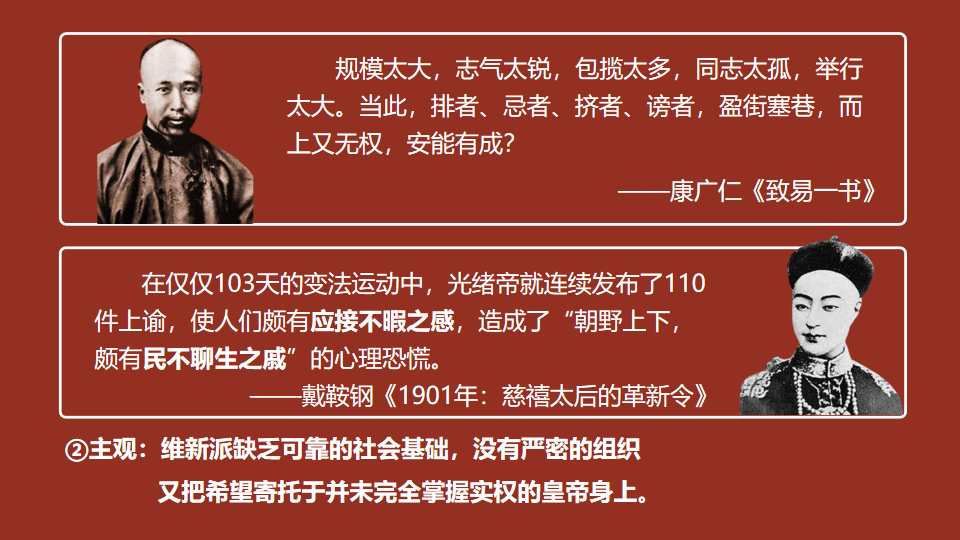 规模太大，志气太锐，包揽太多，同志太孤，举行
太大。当此，排者、忌者、挤者、谤者，盈街塞巷，而
上又无权，安能有成？
——康广仁《致易一书》
在仅仅103天的变法运动中，光绪帝就连续发布了110
件上谕，使人们颇有应接不暇之感，造成了“朝野上下，
颇有民不聊生之戚”的心理恐慌。
——戴鞍钢《1901年：慈禧太后的革新令》
②主观：维新派缺乏可靠的社会基础，没有严密的组织
又把希望寄托于并未完全掌握实权的皇帝身上。